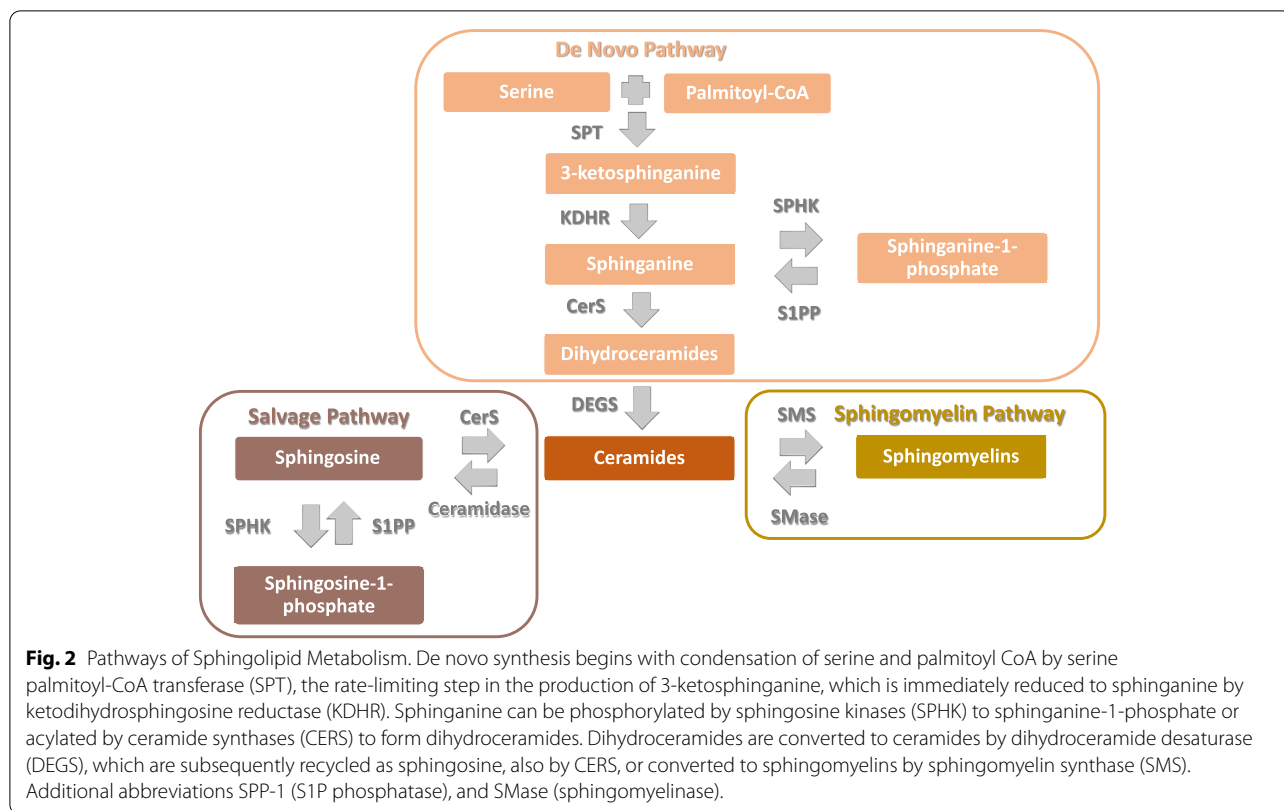 De Novo Pathway
Serine
Palmitoyl-CoA
SPT
3-ketosphinganine
KDHR
SPHK
Sphinganine
Sphinganine-1-
phosphate
CerS
S1PP
Dihydroceramides
DEGS
Salvage Pathway
CerS
Sphingosine
Ceramidase
SPHK
S1PP
Sphingosine-1-
phosphate
Ceramides
SMS
Sphingomyelin Pathway
Sphingomyelins
SMase
Fig. 2 Pathways of Sphingolipid Metabolism. De novo synthesis begins with condensation of serine and palmitoyl CoA by serine
palmitoyl-CoA transferase (SPT), the rate-limiting step in the production of 3-ketosphinganine, which is immediately reduced to sphinganine by
ketodihydrosphingosine reductase (KDHR). Sphinganine can be phosphorylated by sphingosine kinases (SPHK) to sphinganine-1-phosphate or
acylated by ceramide synthases (CERS) to form dihydroceramides. Dihydroceramides are converted to ceramides by dihydroceramide desaturase
(DEGS), which are subsequently recycled as sphingosine, also by CERS, or converted to sphingomyelins by sphingomyelin synthase (SMS).
Additional abbreviations SPP-1 (S1P phosphatase), and SMase (sphingomyelinase).